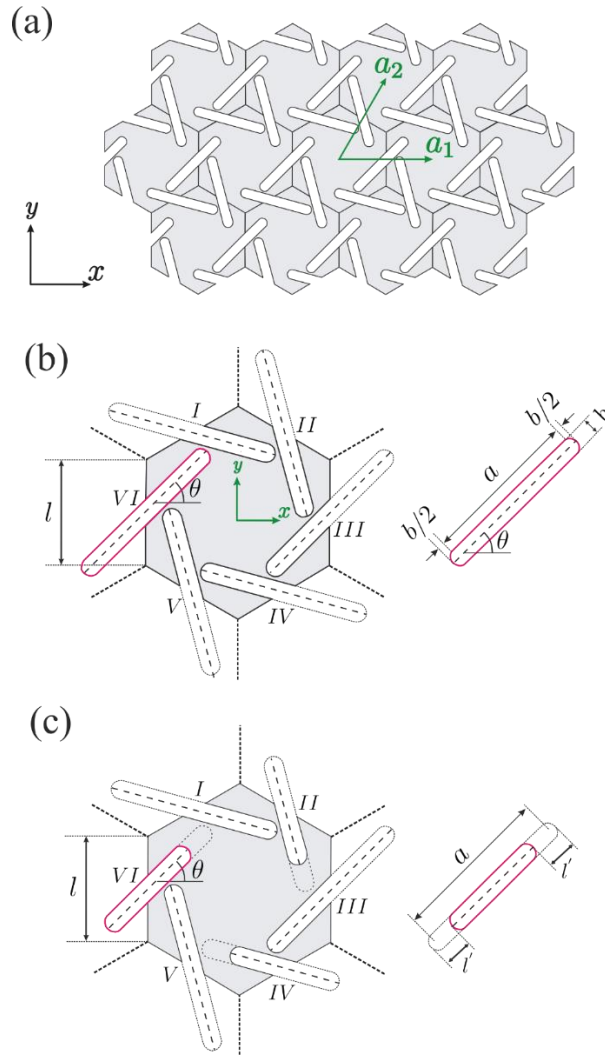 (a)
a₂
a₁
y
x
(b)
I
II
b/2
b
y
l
VI
θ
x
a
III
b/2
θ
V
IV
(c)
I
II
l
VI
θ
a
l'
III
V
l'
IV